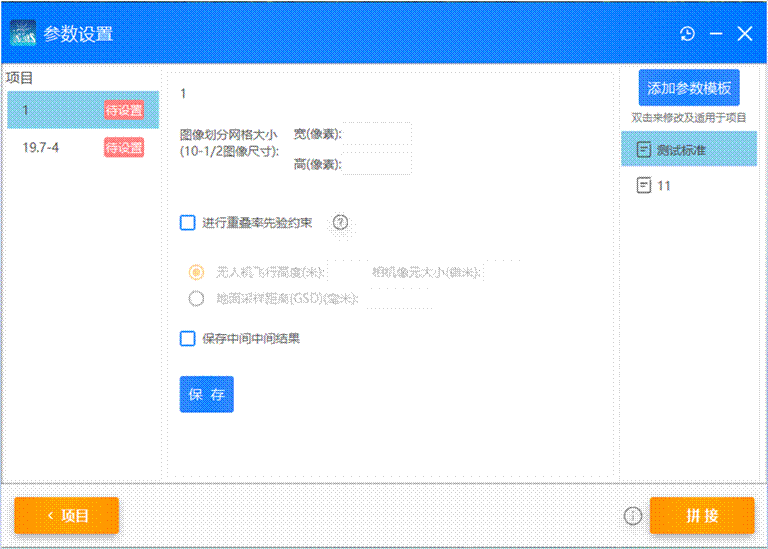 参数设置
项目
1 待设置
19.7-4 待设置
1
图像划分网格大小
(10-1/2图像尺寸):
宽(像素):
高(像素):
进行重叠率先验约束
无人机飞行高度(米): 相机像元大小(微米):
地面采样距离(GSD)(毫米):
保存中间中间结果
保 存
添加参数模板
双击来修改及适用于项目
测试标准
11
< 项目
拼 接